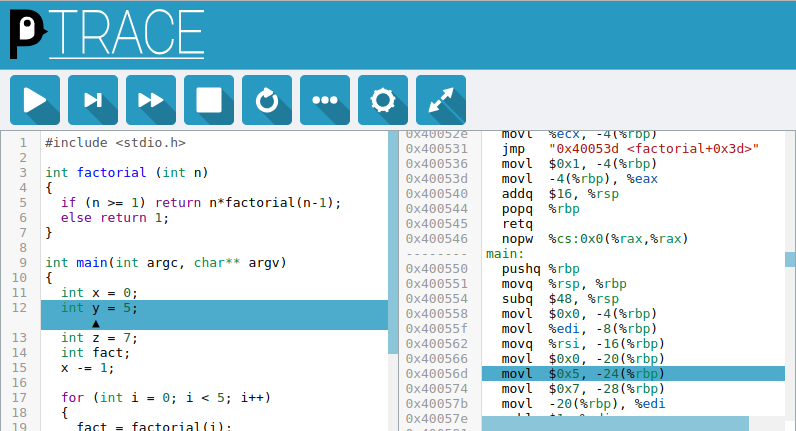 PTRACE
1 #include <stdio.h>
2
3 int factorial (int n)
4 {
5 if (n >= 1) return n*factorial(n-1);
6 else return 1;
7 }
8
9 int main(int argc, char** argv)
10 {
11 int x = 0;
12 int y = 5;
13 int z = 7;
14 int fact;
15 x -= 1;
16
17 for (int i = 0; i < 5; i++)
18 {
19 fact = factorial(i);
0x40052e movl %ecx, -4(%rbp)
0x400531 jmp "0x40053d <factorial+0x3d>"
0x400536 movl $0x1, -4(%rbp)
0x40053d movl -4(%rbp), %eax
0x400540 addq $16, %rsp
0x400544 popq %rbp
0x400545 retq
0x400546 nopw %cs:0x0(%rax,%rax)
-------- main:
0x400550 pushq %rbp
0x400551 movq %rsp, %rbp
0x400554 subq $48, %rsp
0x400558 movl $0x0, -4(%rbp)
0x40055f movl %edi, -8(%rbp)
0x400562 movq %rsi, -16(%rbp)
0x400566 movl $0x0, -20(%rbp)
0x40056d movl $0x5, -24(%rbp)
0x400574 movl $0x7, -28(%rbp)
0x40057b movl -20(%rbp), %edi
0x40057e